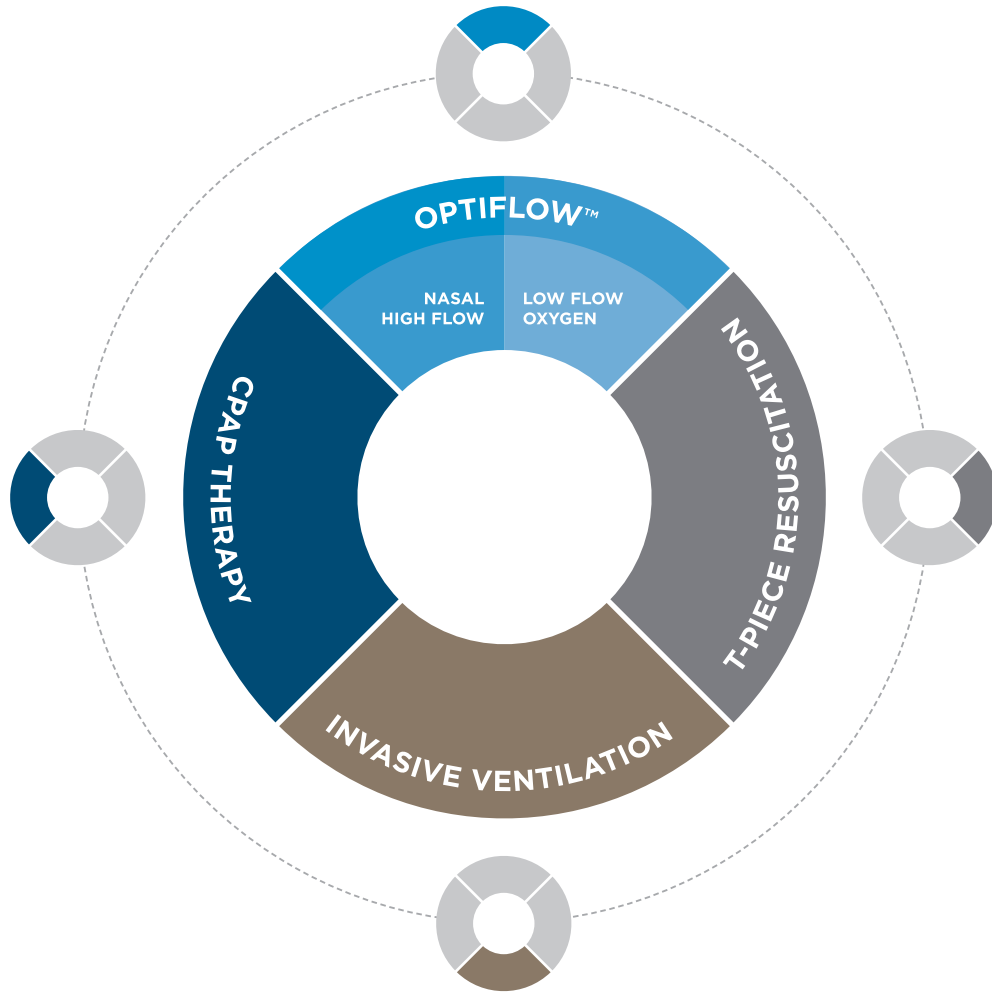 OPTIFLOW™
NASAL
HIGH FLOW
LOW FLOW
OXYGEN
CPAP THERAPY
T-PIECE RESUSCITATION
INVASIVE VENTILATION